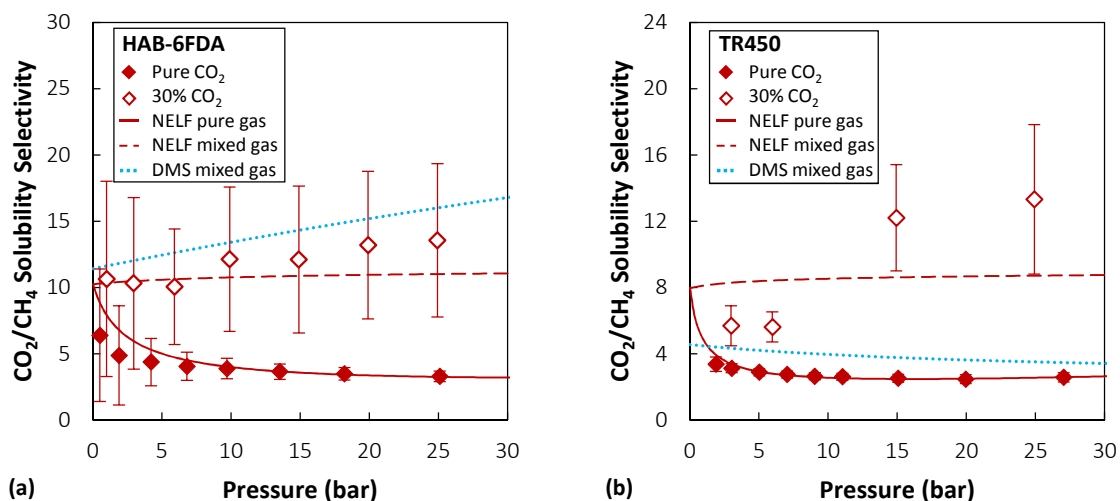 CO₂/CH₄ Solubility Selectivity
30
25
20
15
10
5
0
HAB-6FDA
Pure CO₂
30% CO₂
NELF pure gas
NELF mixed gas
DMS mixed gas
0 5 10 15 20 25 30
Pressure (bar)
(a)
CO₂/CH₄ Solubility Selectivity
24
20
16
12
8
4
0
TR450
Pure CO₂
30% CO₂
NELF pure gas
NELF mixed gas
DMS mixed gas
0 5 10 15 20 25 30
Pressure (bar)
(b)